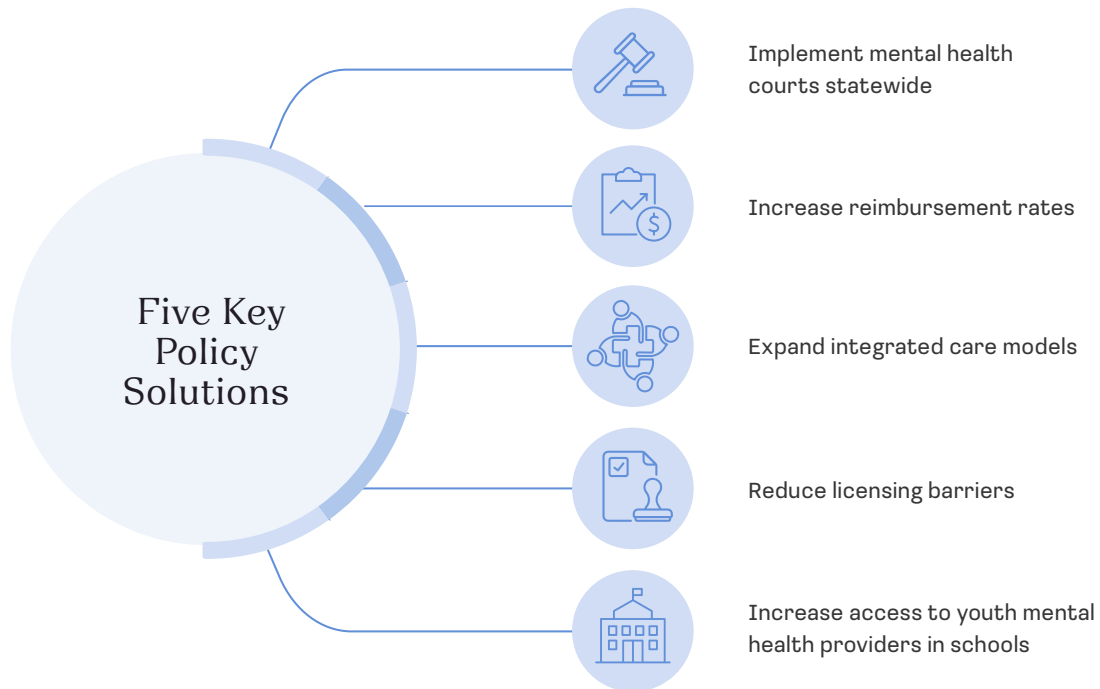 Five Key
Policy
Solutions
Implement mental health
courts statewide
Increase reimbursement rates
$
Expand integrated care models
Reduce licensing barriers
Increase access to youth mental
health providers in schools